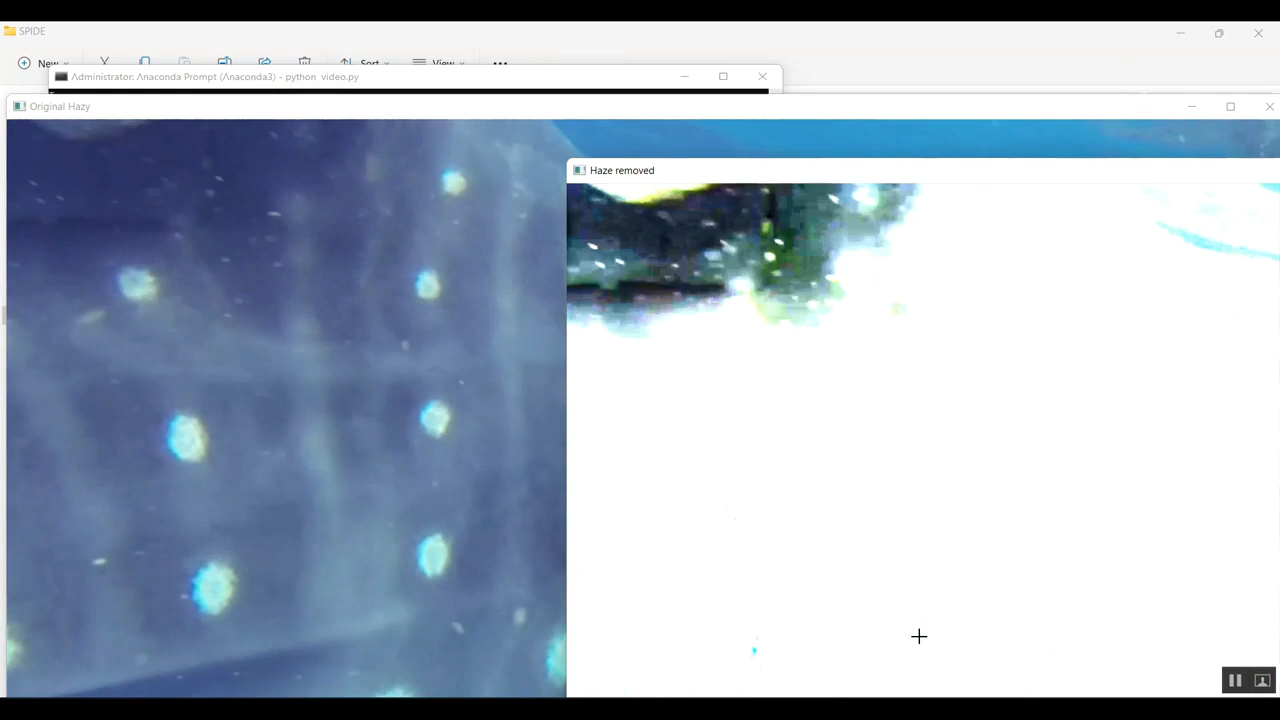 SPIDE
New
Sort
View
Administrator: Anaconda Prompt (Anaconda3) - python video.py
Original Hazy
Haze removed